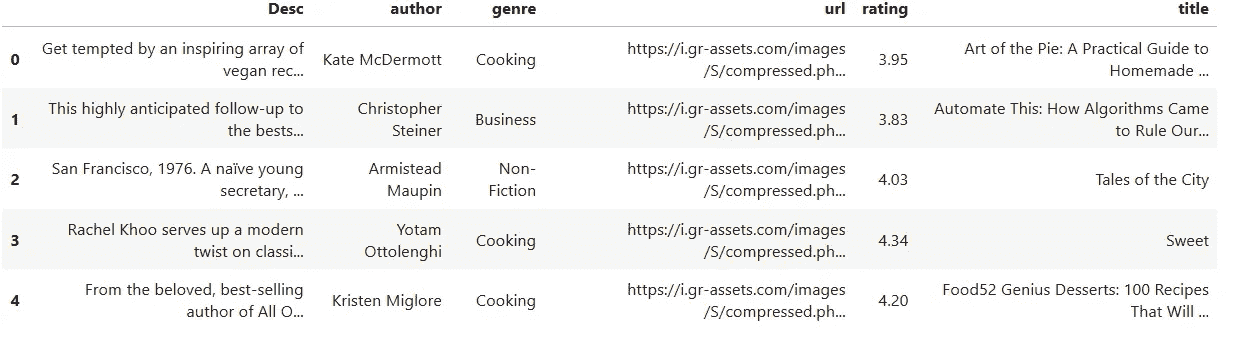 Desc author genre url rating title
0 Get tempted by an inspiring array of vegan rec... Kate McDermott Cooking https://i.gr-assets.com/images/S/compressed.ph... 3.95 Art of the Pie: A Practical Guide to Homemade ...
1 This highly anticipated follow-up to the bests... Christopher Steiner Business https://i.gr-assets.com/images/S/compressed.ph... 3.83 Automate This: How Algorithms Came to Rule Our...
2 San Francisco, 1976. A naïve young secretary, ... Armistead Maupin Non-Fiction https://i.gr-assets.com/images/S/compressed.ph... 4.03 Tales of the City
3 Rachel Khoo serves up a modern twist on classi... Yotam Ottolenghi Cooking https://i.gr-assets.com/images/S/compressed.ph... 4.34 Sweet
4 From the beloved, best-selling author of All O... Kristen Miglore Cooking https://i.gr-assets.com/images/S/compressed.ph... 4.20 Food52 Genius Desserts: 100 Recipes That Will ...